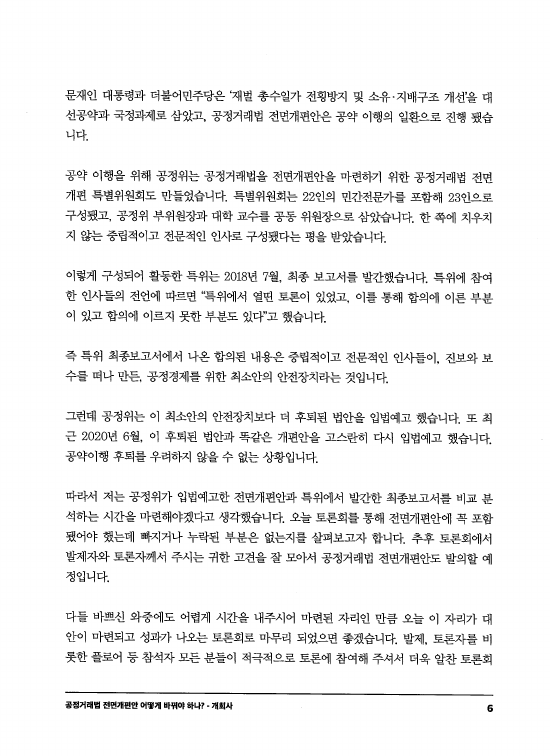 문재인 대통령과 더불어민주당은 '재벌 총수일가 전횡방지 및 소유·지배구조 개선'을 대
선공약과 국정과제로 삼았고, 공정거래법 전면개편안은 공약 이행의 일환으로 진행 됐습
니다.
공약 이행을 위해 공정위는 공정거래법을 전면개편안을 마련하기 위한 공정거래법 전면
개편 특별위원회도 만들었습니다. 특별위원회는 22인의 민간전문가를 포함해 23인으로
구성됐고, 공정위 부위원장과 대학 교수를 공동 위원장으로 삼았습니다. 한 쪽에 치우치
지 않는 중립적이고 전문적인 인사로 구성됐다는 평을 받았습니다.
이렇게 구성되어 활동한 특위는 2018년 7월, 최종 보고서를 발간했습니다. 특위에 참여
한 인사들의 전언에 따르면 "특위에서 열띤 토론이 있었고, 이를 통해 합의에 이른 부분
이 있고 합의에 이르지 못한 부분도 있다"고 했습니다.
즉 특위 최종보고서에서 나온 합의된 내용은 중립적이고 전문적인 인사들이, 진보와 보
수를 떠나 만든, 공정경제를 위한 최소안의 안전장치라는 것입니다.
그런데 공정위는 이 최소안의 안전장치보다 더 후퇴된 법안을 입법예고 했습니다. 또 최
근 2020년 6월, 이 후퇴된 법안과 똑같은 개편안을 고스란히 다시 입법예고 했습니다.
공약이행 후퇴를 우려하지 않을 수 없는 상황입니다.
따라서 저는 공정위가 입법예고한 전면개편안과 특위에서 발간한 최종보고서를 비교 분
석하는 시간을 마련해야겠다고 생각했습니다. 오늘 토론회를 통해 전면개편안에 꼭 포함
됐어야 했는데 빠지거나 누락된 부분은 없는지를 살펴보고자 합니다. 추후 토론회에서
발제자와 토론자께서 주시는 귀한 고견을 잘 모아서 공정거래법 전면개편안도 발의할 예
정입니다.
다들 바쁘신 와중에도 어렵게 시간을 내주시어 마련된 자리인 만큼 오늘 이 자리가 대
안이 마련되고 성과가 나오는 토론회로 마무리 되었으면 좋겠습니다. 발제, 토론자를 비
롯한 플로어 등 참석자 모든 분들이 적극적으로 토론에 참여해 주셔서 더욱 알찬 토론회
공정거래법 전면개편안 어떻게 바꿔야 하나? - 개회사
6